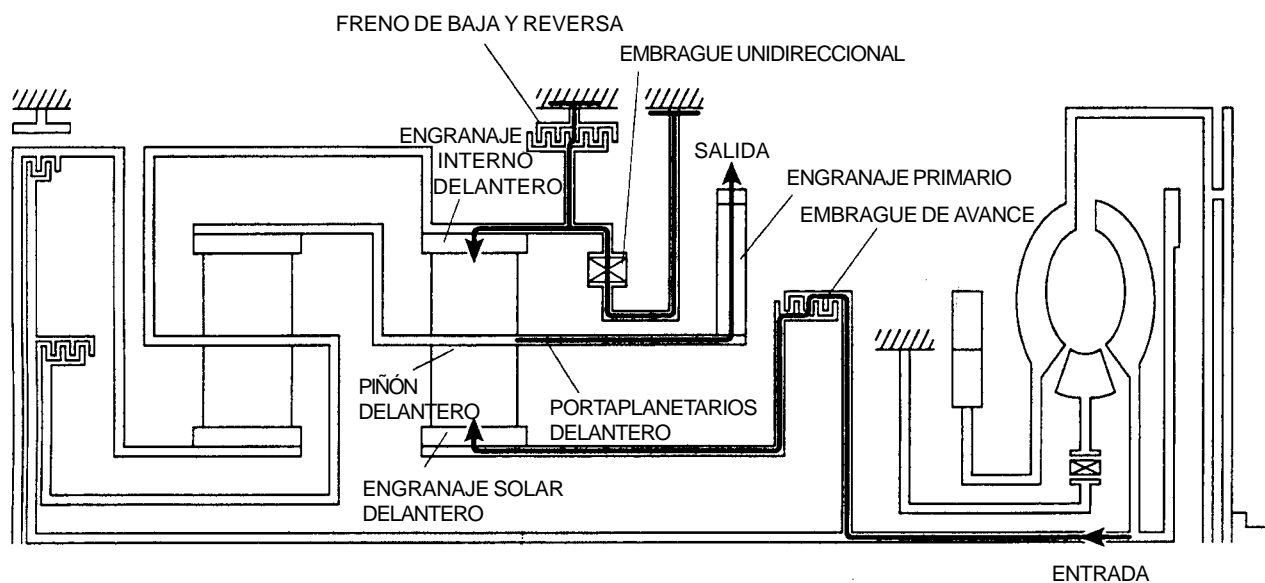 FRENO DE BAJA Y REVERSA
EMBRAGUE UNIDIRECCIONAL
ENGRANAJE
INTERNO
DELANTERO
SALIDA
ENGRANAJE PRIMARIO
EMBRAGUE DE AVANCE
PIÑÓN
DELANTERO
PORTAPLANETARIOS
DELANTERO
ENGRANAJE SOLAR
DELANTERO
ENTRADA